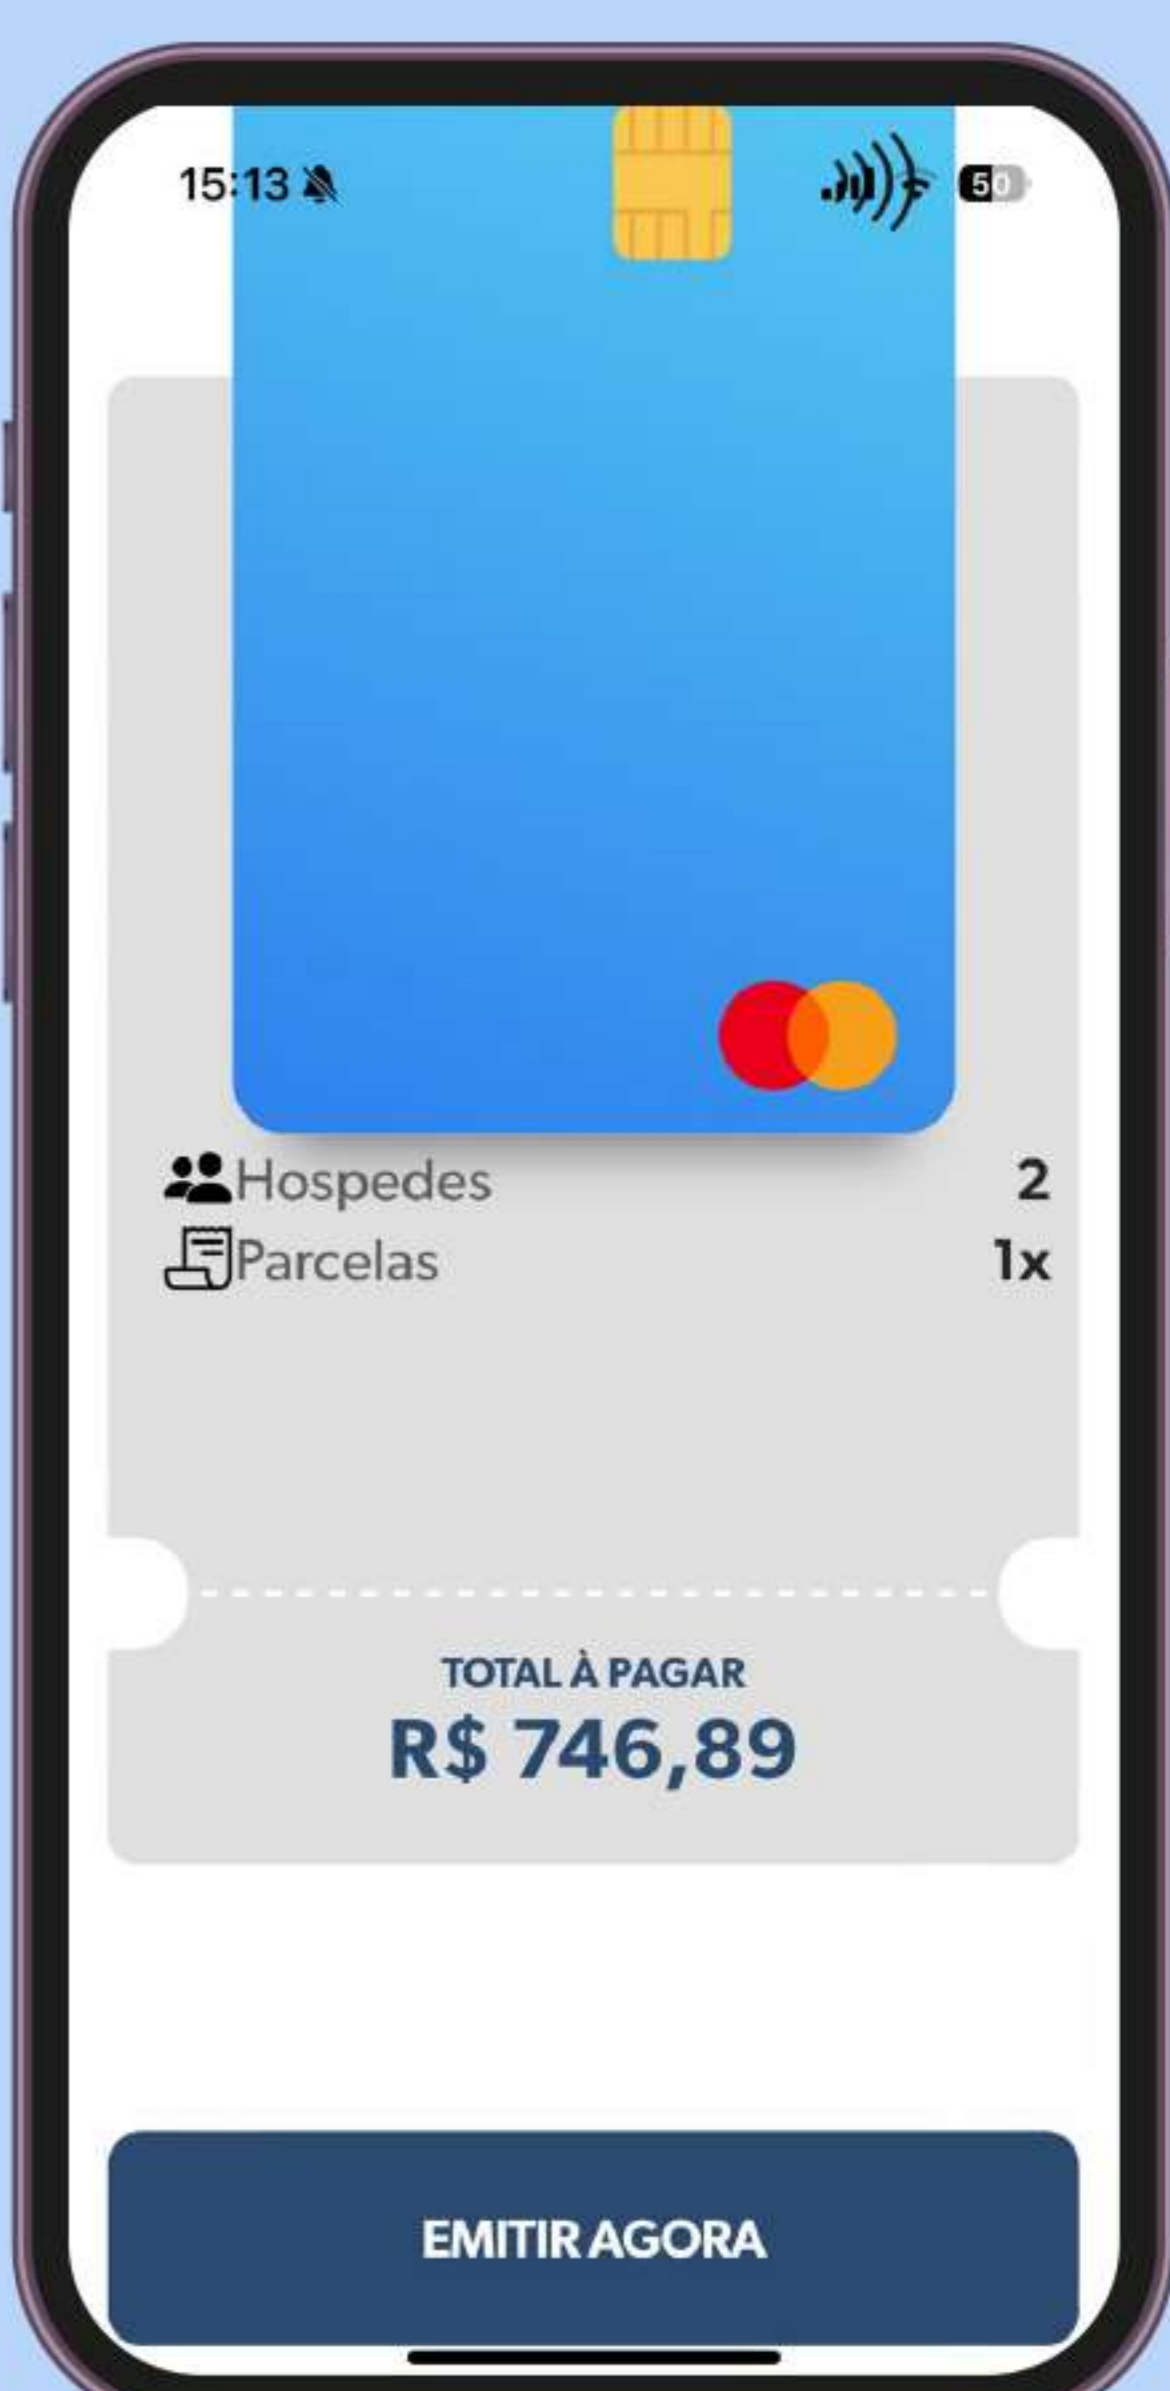 15:13
50
Hospedes 2
Parcelas 1x
TOTAL À PAGAR
R$ 746,89
EMITIR AGORA